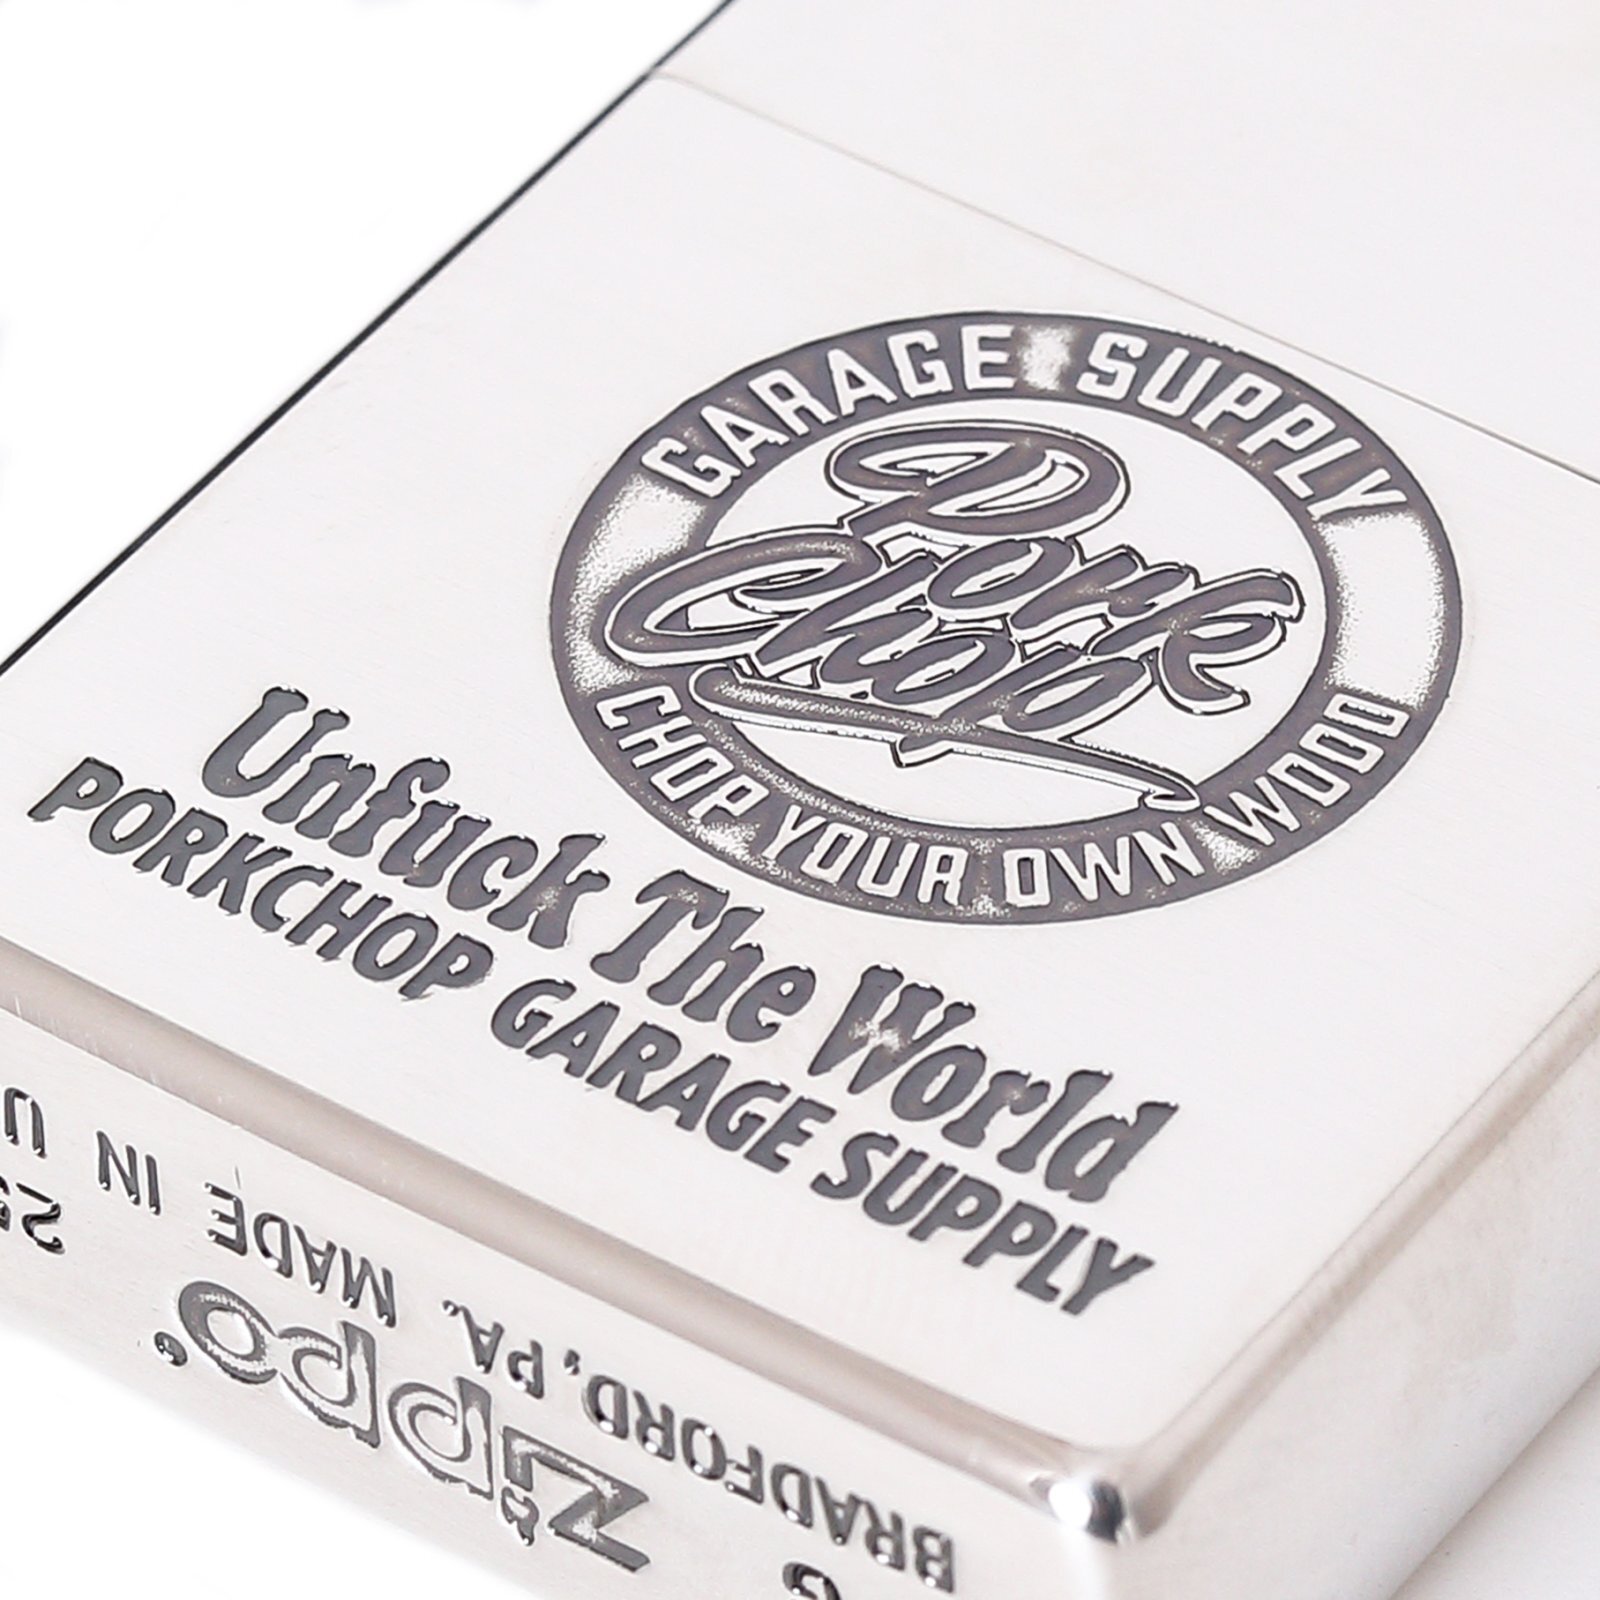 GARAGE SUPPLY
Pork
Chop
CHOP YOUR OWN WOOD
Unfuck The World
PORKCHOP GARAGE SUPPLY
G
BRADFORD, PA. MADE IN U
zippo